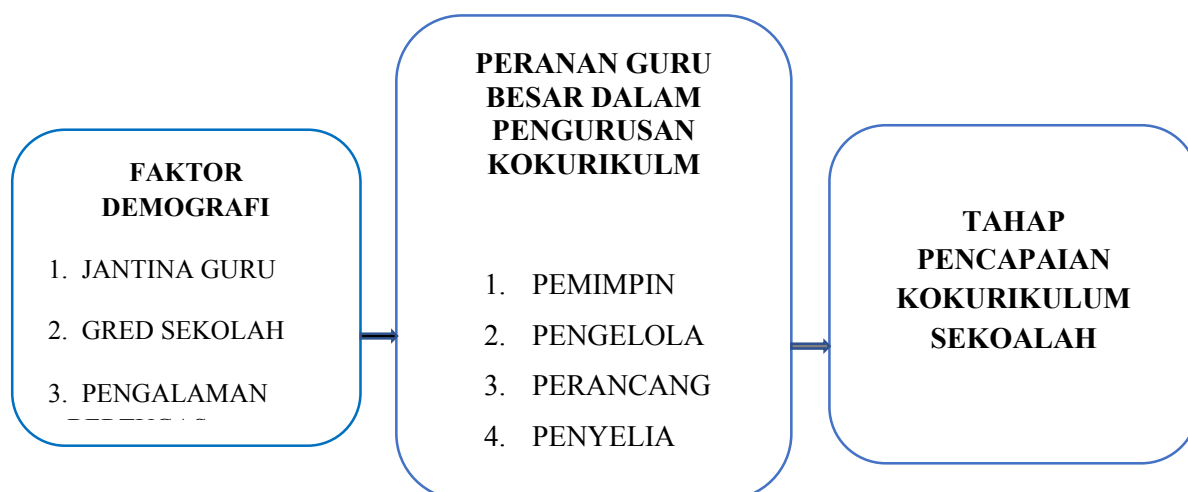 FAKTOR
DEMOGRAFI
1. JANTINA GURU
2. GRED SEKOLAH
3. PENGALAMAN
PERANAN GURU
BESAR DALAM
PENGURUSAN
KOKURIKULM
1. PEMIMPIN
2. PENGELOLA
3. PERANCANG
4. PENYELIA
TAHAP
PENCAPAIAN
KOKURIKULUM
SEKOALAH